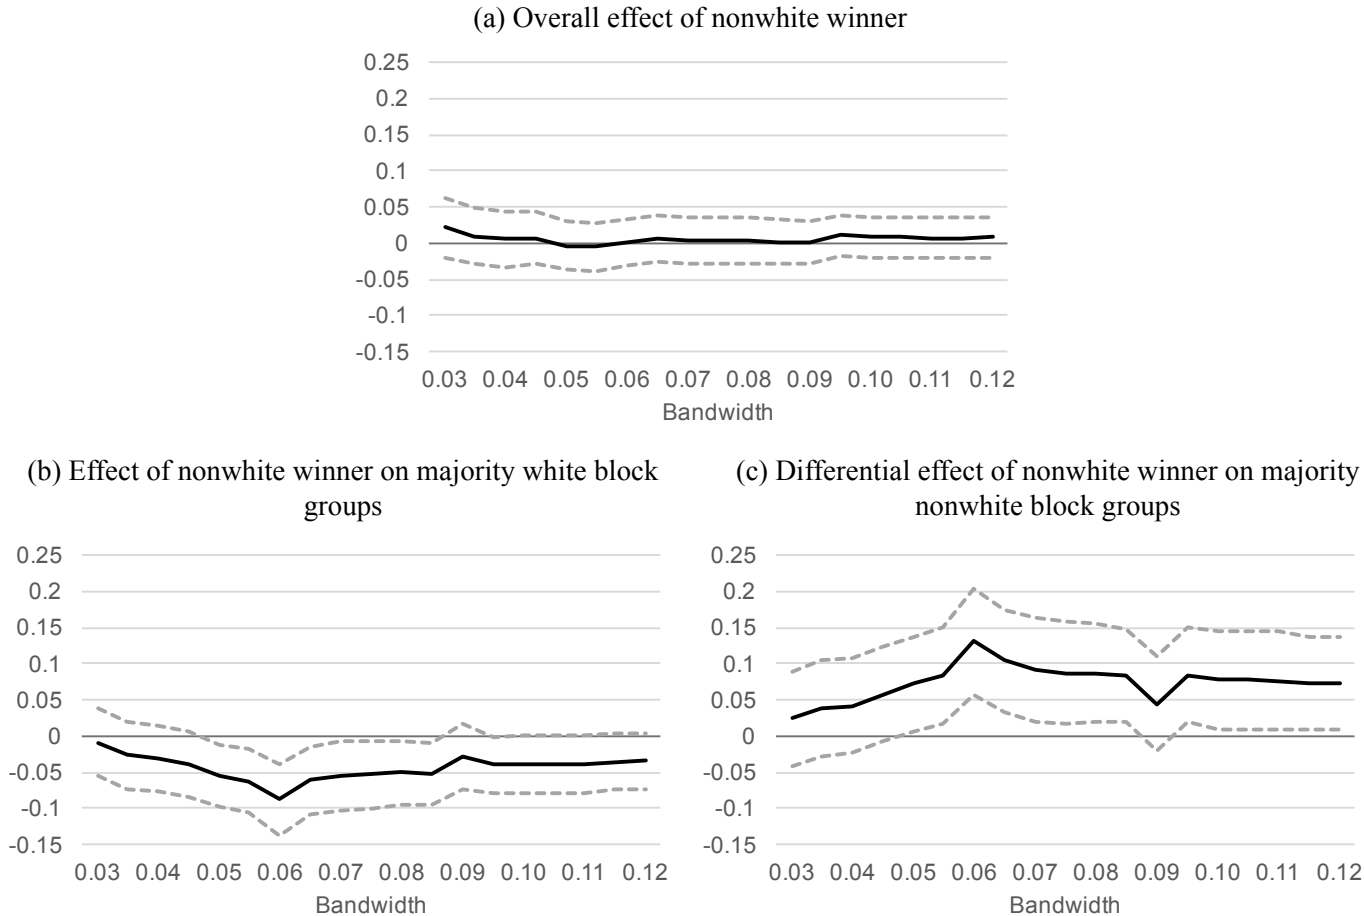 (a) Overall effect of nonwhite winner
0.25
0.2
0.15
0.1
0.05
0
-0.05
-0.1
-0.15
0.03 0.04 0.05 0.06 0.07 0.08 0.09 0.10 0.11 0.12
Bandwidth
(b) Effect of nonwhite winner on majority white block
groups
0.25
0.2
0.15
0.1
0.05
0
-0.05
-0.1
-0.15
0.03 0.04 0.05 0.06 0.07 0.08 0.09 0.10 0.11 0.12
Bandwidth
(c) Differential effect of nonwhite winner on majority
nonwhite block groups
0.25
0.2
0.15
0.1
0.05
0
-0.05
-0.1
-0.15
0.03 0.04 0.05 0.06 0.07 0.08 0.09 0.10 0.11 0.12
Bandwidth